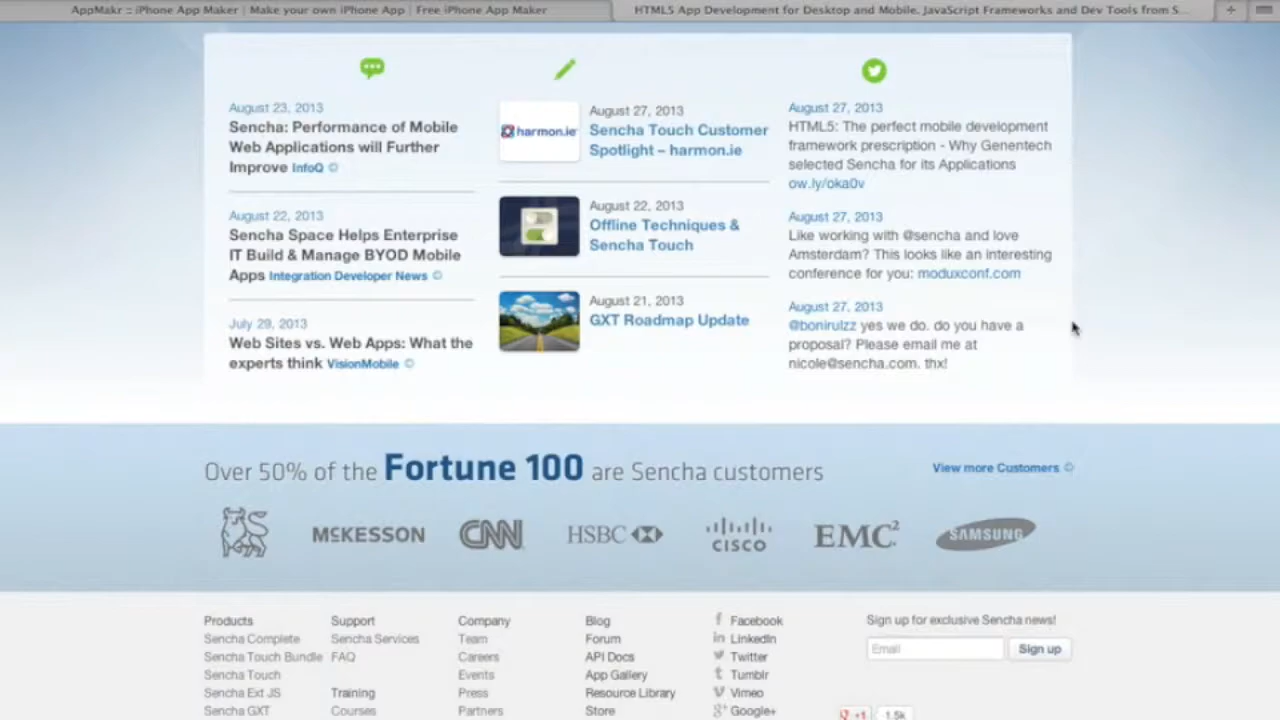 AppMakr :: iPhone App Maker | Make your own iPhone App | Free iPhone App Maker
HTML5 App Development for Desktop and Mobile, JavaScript Frameworks and Dev Tools from S...
August 23, 2013
Sencha: Performance of Mobile
Web Applications will Further
Improve InfoQ
August 22, 2013
Sencha Space Helps Enterprise
IT Build & Manage BYOD Mobile
Apps Integration Developer News
July 29, 2013
Web Sites vs. Web Apps: What the
experts think VisionMobile
harmon.ie
August 27, 2013
Sencha Touch Customer
Spotlight – harmon.ie
August 22, 2013
Offline Techniques &
Sencha Touch
August 21, 2013
GXT Roadmap Update
August 27, 2013
HTML5: The perfect mobile development
framework prescription - Why Genentech
selected Sencha for its Applications
ow.ly/oka0v
August 27, 2013
Like working with @sencha and love
Amsterdam? This looks like an interesting
conference for you: moduxconf.com
August 27, 2013
@bonirulzz yes we do. do you have a
proposal? Please email me at
nicole@sencha.com. thx!
Over 50% of the Fortune 100 are Sencha customers
View more Customers
McKESSON
CNN
HSBC
CISCO
EMC²
SAMSUNG
Products
Sencha Complete
Sencha Touch Bundle
Sencha Touch
Sencha Ext JS
Sencha GXT
Support
Sencha Services
FAQ
Training
Courses
Company
Team
Careers
Events
Press
Partners
Blog
Forum
API Docs
App Gallery
Resource Library
Store
Facebook
LinkedIn
Twitter
Tumblr
Vimeo
Google+
Sign up for exclusive Sencha news!
Email
Sign up
+1
1.5k